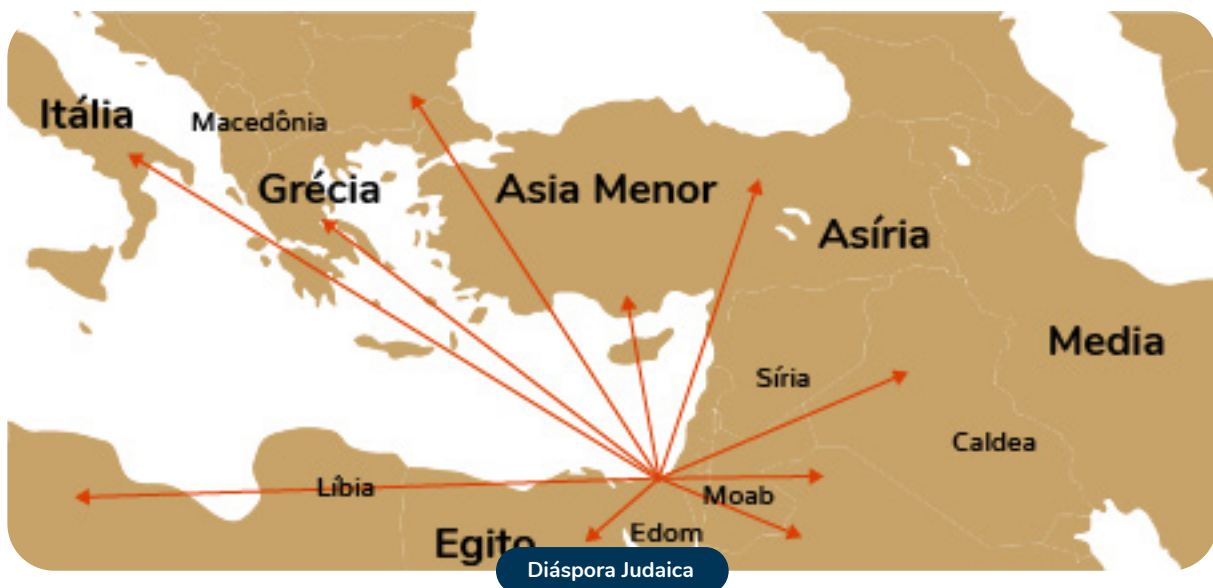 Itália
Macedônia
Grécia
Asia Menor
Asíria
Media
Síria
Caldea
Líbia
Moab
Edom
Egito
Diáspora Judaica